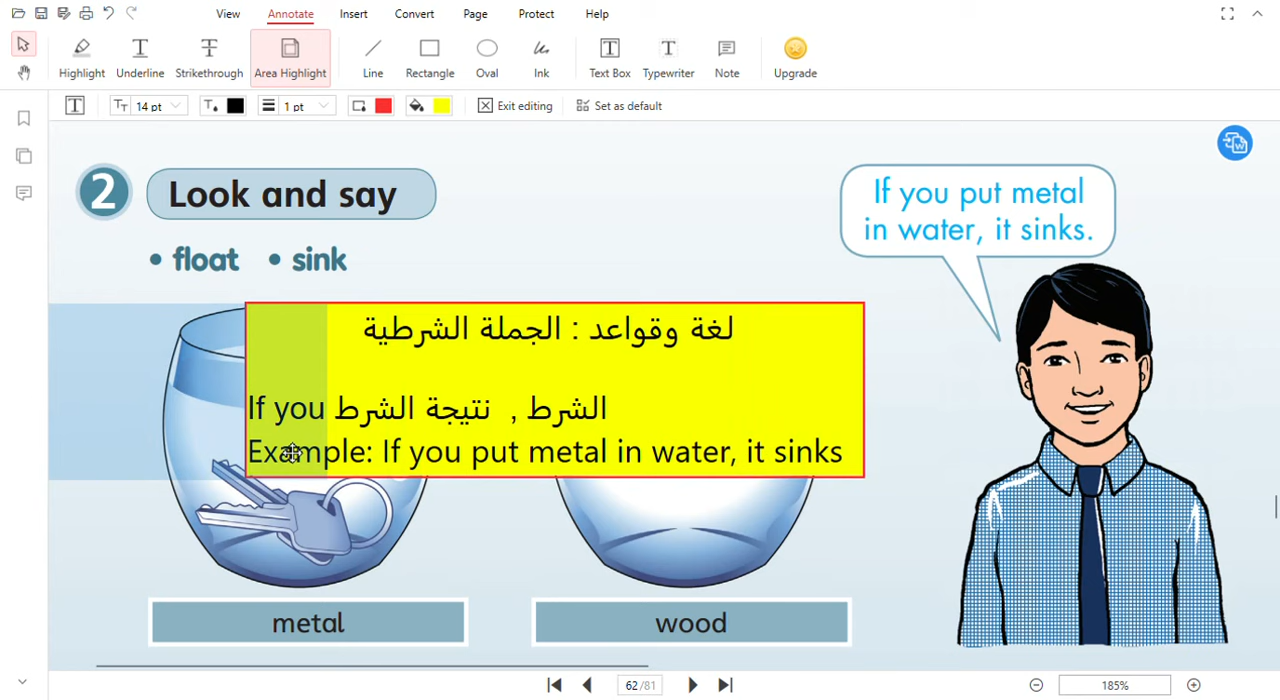 View Annotate Insert Convert Page Protect Help
Highlight Underline Strikethrough Area Highlight Line Rectangle Oval Ink Text Box Typewriter Note Upgrade
14 pt 1 pt Exit editing Set as default
2 Look and say
• float • sink
If you put metal
in water, it sinks.
لغة وقواعد : الجملة الشرطية
If you الشرط , نتيجة الشرط
Example: If you put metal in water, it sinks
metal
wood
62 /81
185%